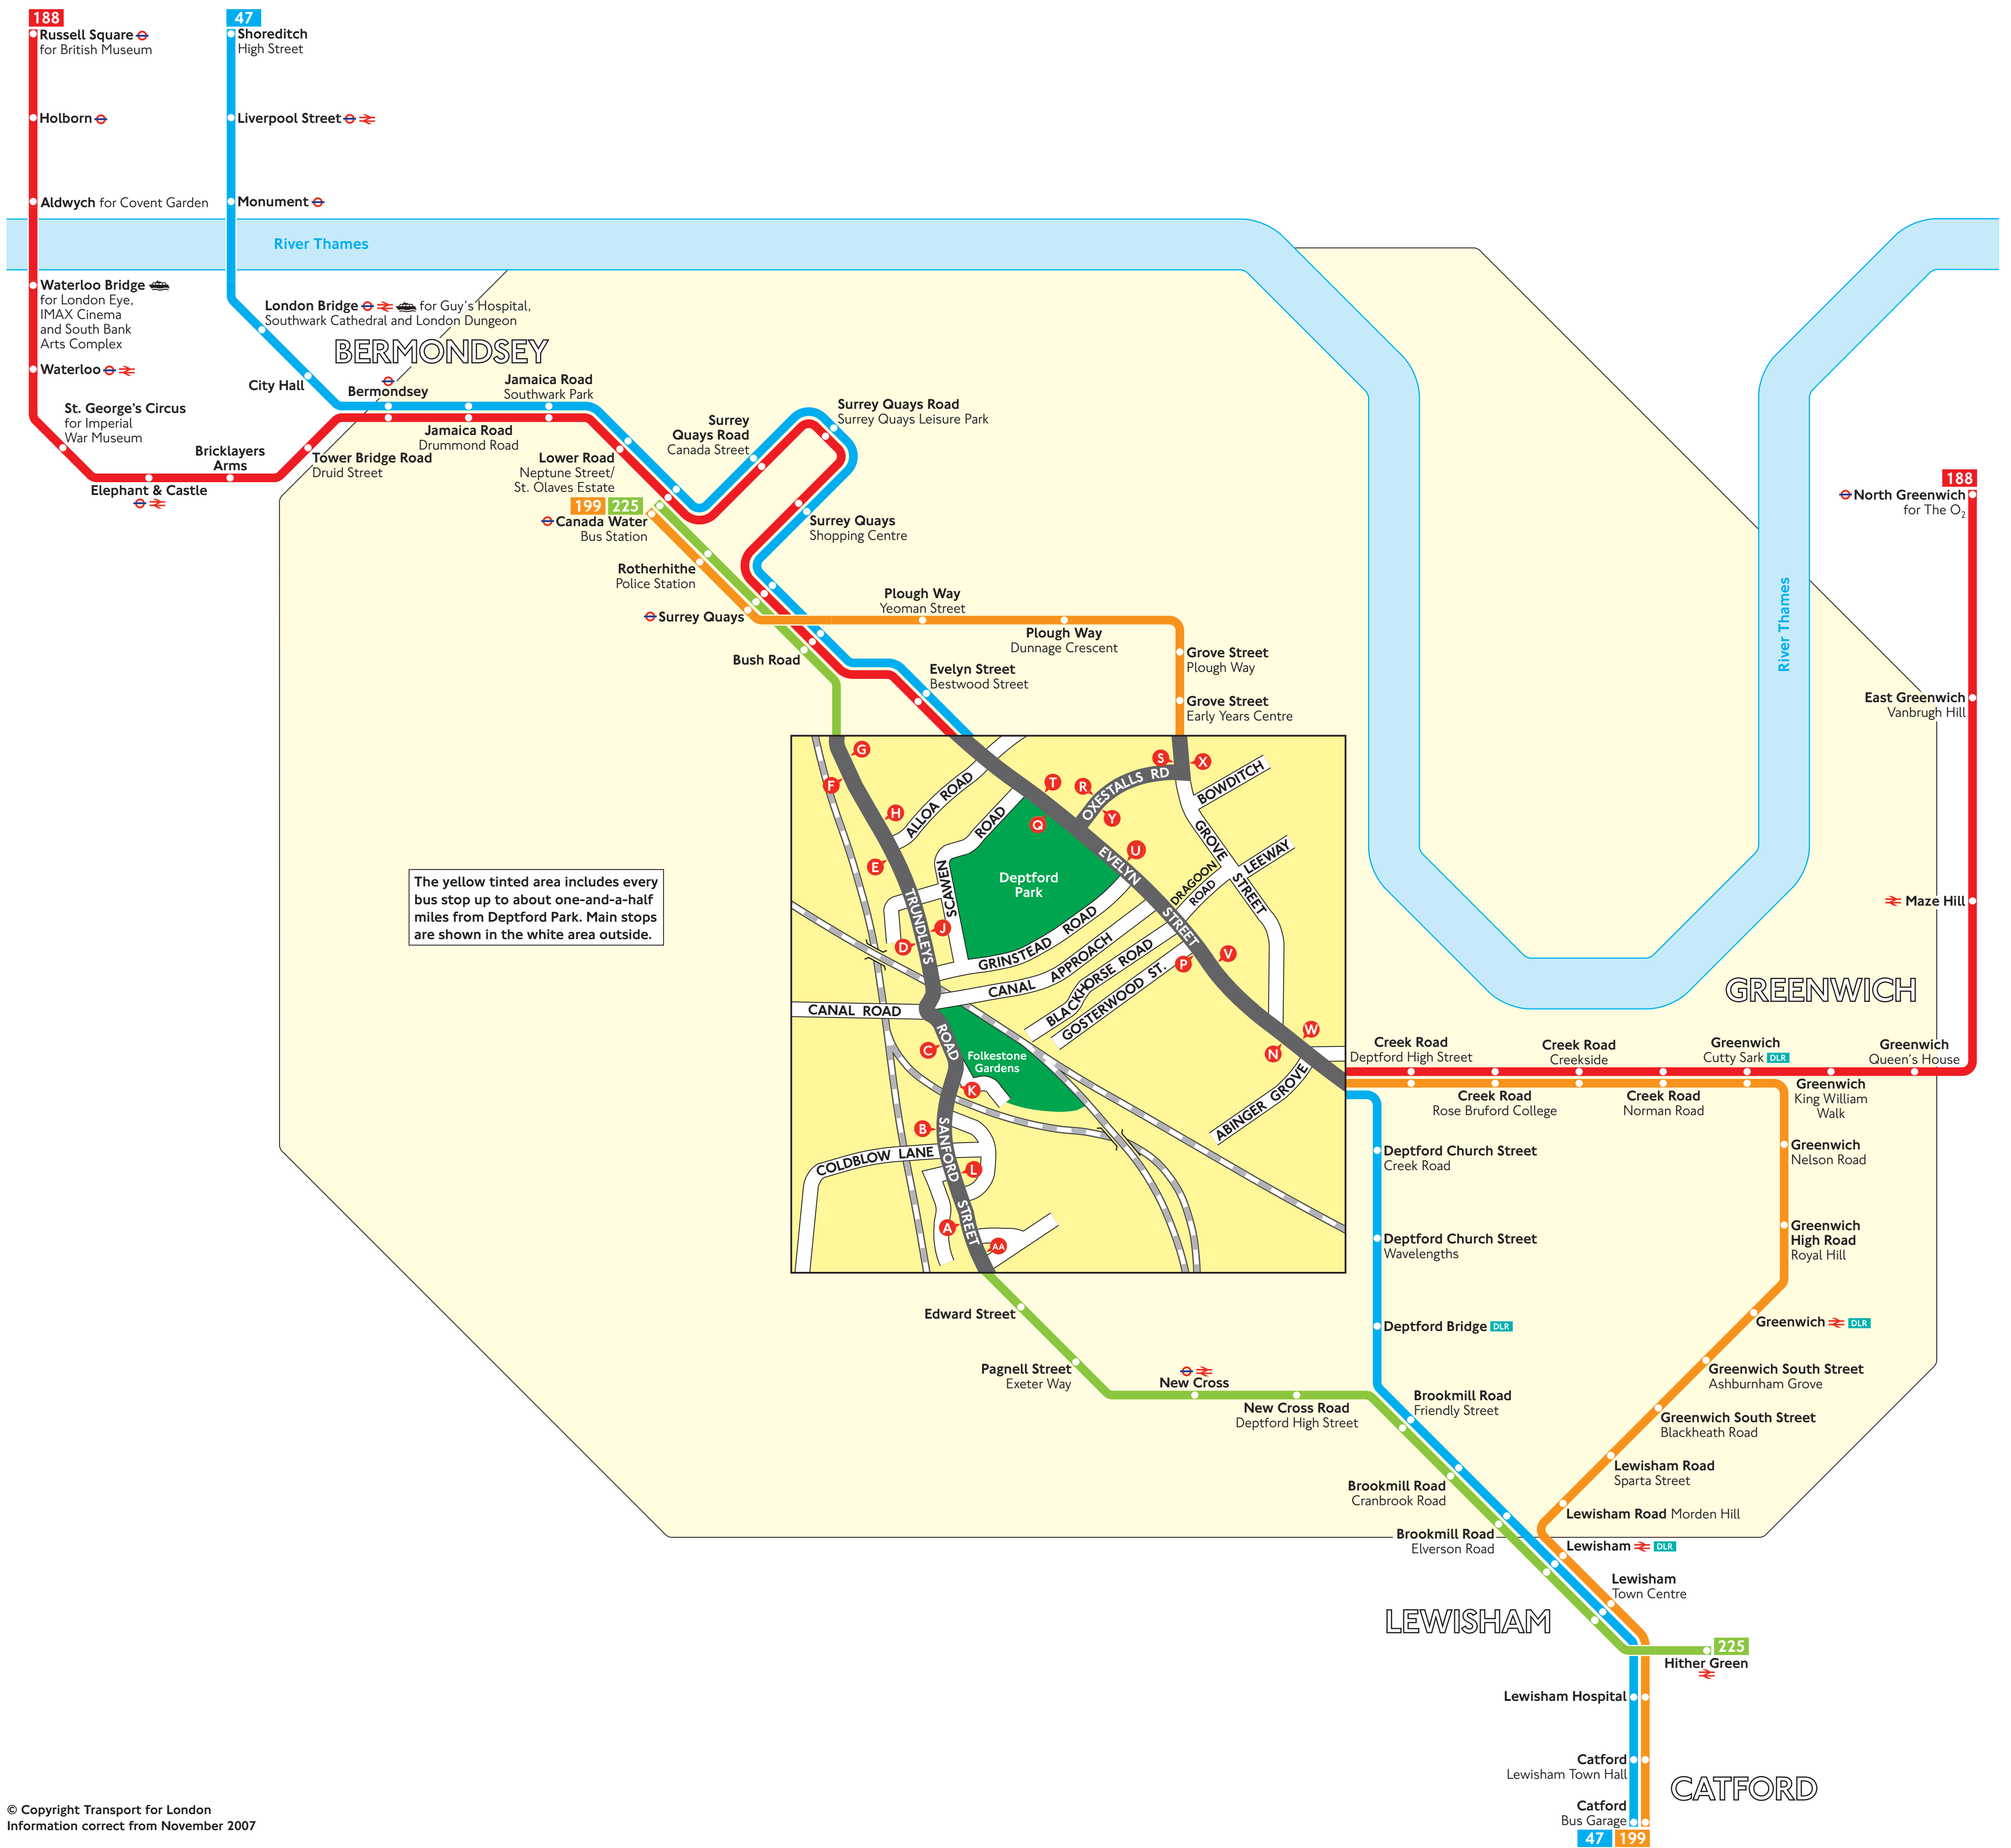 188
Russell Square
for British Museum
Holborn
Aldwych for Covent Garden
47
Shoreditch
High Street
Liverpool Street
Monument
River Thames
Waterloo Bridge
for London Eye,
IMAX Cinema
and South Bank
Arts Complex
Waterloo
St. George's Circus
for Imperial
War Museum
Elephant & Castle
Bricklayers
Arms
Tower Bridge Road
Druid Street
London Bridge for Guy's Hospital,
Southwark Cathedral and London Dungeon
BERMONDSEY
City Hall
Bermondsey
Jamaica Road
Drummond Road
Jamaica Road
Southwark Park
Lower Road
Neptune Street/
St. Olaves Estate
Surrey
Quays Road
Canada Street
Surrey Quays Road
Surrey Quays Leisure Park
Surrey Quays
Shopping Centre
199 225
Canada Water
Bus Station
Rotherhithe
Police Station
Surrey Quays
Bush Road
Plough Way
Yeoman Street
Plough Way
Dunnage Crescent
Grove Street
Plough Way
Grove Street
Early Years Centre
Evelyn Street
Bestwood Street
River Thames
188
North Greenwich
for The O2
East Greenwich
Vanbrugh Hill
Maze Hill
GREENWICH
The yellow tinted area includes every
bus stop up to about one-and-a-half
miles from Deptford Park. Main stops
are shown in the white area outside.
G
F
H
E
D
J
C
K
B
L
A
AA
T
Q
R
Y
S
X
U
P
V
N
W
ALLOA ROAD
SCAWEN
ROAD
OXESTALLS RD
BOWDITCH
GROVE
STREET
LEEWAY
DRAGOON
ROAD
EVELYN
STREET
Deptford
Park
GRINSTEAD ROAD
CANAL APPROACH
BLACKHORSE ROAD
GOSTERWOOD ST.
TRUNDLEYS
ROAD
CANAL ROAD
Folkestone
Gardens
SANFORD
STREET
COLDBLOW LANE
ABINGER GROVE
Creek Road
Deptford High Street
Creek Road
Rose Bruford College
Creek Road
Creekside
Creek Road
Norman Road
Greenwich
Cutty Sark DLR
Greenwich
King William
Walk
Greenwich
Queen's House
Greenwich
Nelson Road
Greenwich
High Road
Royal Hill
Greenwich DLR
Greenwich South Street
Ashburnham Grove
Greenwich South Street
Blackheath Road
Lewisham Road
Sparta Street
Lewisham Road Morden Hill
Deptford Church Street
Creek Road
Deptford Church Street
Wavelengths
Deptford Bridge DLR
Edward Street
Pagnell Street
Exeter Way
New Cross
New Cross Road
Deptford High Street
Brookmill Road
Friendly Street
Brookmill Road
Cranbrook Road
Brookmill Road
Elverson Road
Lewisham DLR
Lewisham
Town Centre
LEWISHAM
225
Hither Green
Lewisham Hospital
Catford
Lewisham Town Hall
CATFORD
Catford
Bus Garage
47 199
© Copyright Transport for London
Information correct from November 2007